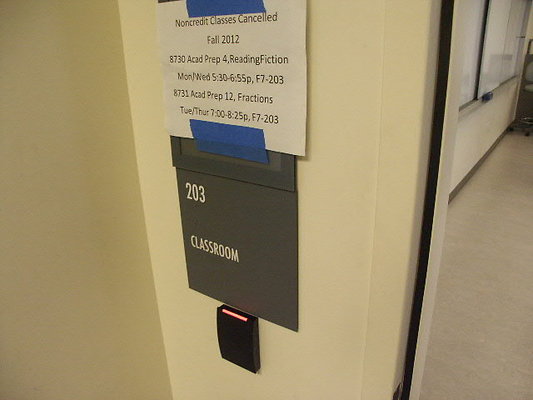 Noncredit Classes Cancelled
Fall 2012
8730 Acad Prep 4,ReadingFiction
Mon/Wed 5:30-6:55p, F7-203
8731 Acad Prep 12, Fractions
Tue/Thur 7:00-8:25p, F7-203
203
CLASSROOM